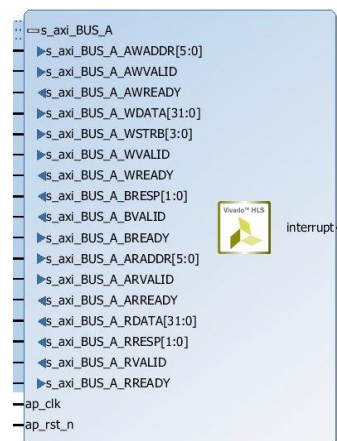 s_axi_BUS_A
s_axi_BUS_A_AWADDR[5:0]
s_axi_BUS_A_AWVALID
s_axi_BUS_A_AWREADY
s_axi_BUS_A_WDATA[31:0]
s_axi_BUS_A_WSTRB[3:0]
s_axi_BUS_A_WVALID
s_axi_BUS_A_WREADY
s_axi_BUS_A_BRESP[1:0]
s_axi_BUS_A_BVALID
s_axi_BUS_A_BREADY
s_axi_BUS_A_ARADDR[5:0]
s_axi_BUS_A_ARVALID
s_axi_BUS_A_ARREADY
s_axi_BUS_A_RDATA[31:0]
s_axi_BUS_A_RRESP[1:0]
s_axi_BUS_A_RVALID
s_axi_BUS_A_RREADY
ap_clk
ap_rst_n
Vivado™ HLS
interrupt